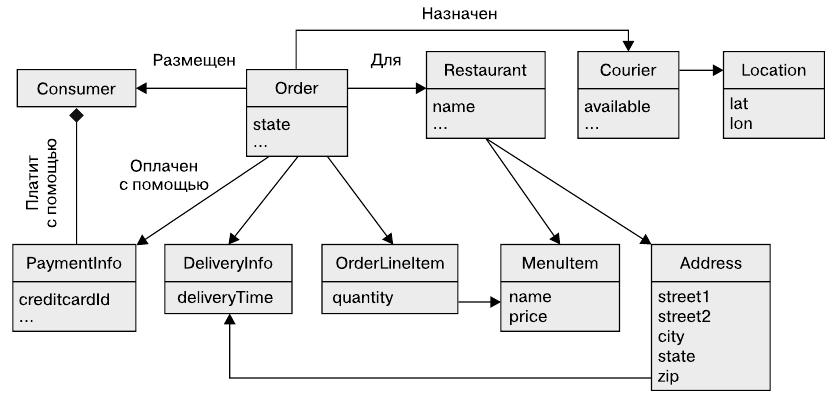 Назначен
Размещен
Для
Consumer
Order
state
...
Restaurant
name
...
Courier
available
...
Location
lat
lon
Платит
с помощью
Оплачен
с помощью
PaymentInfo
creditcardId
...
DeliveryInfo
deliveryTime
OrderLineItem
quantity
MenuItem
name
price
Address
street1
street2
city
state
zip